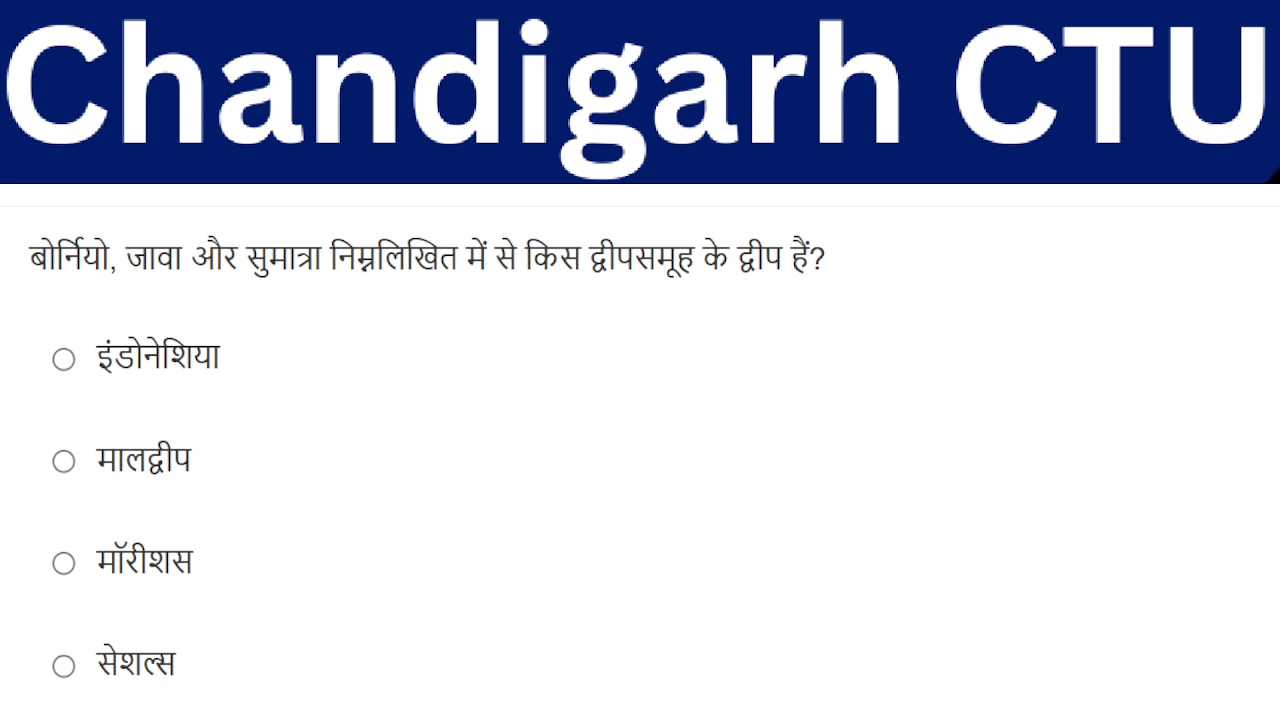 Chandigarh CTU
बोर्नियो, जावा और सुमात्रा निम्नलिखित में से किस द्वीपसमूह के द्वीप हैं?
इंडोनेशिया
मालद्वीप
मॉरीशस
सेशल्स